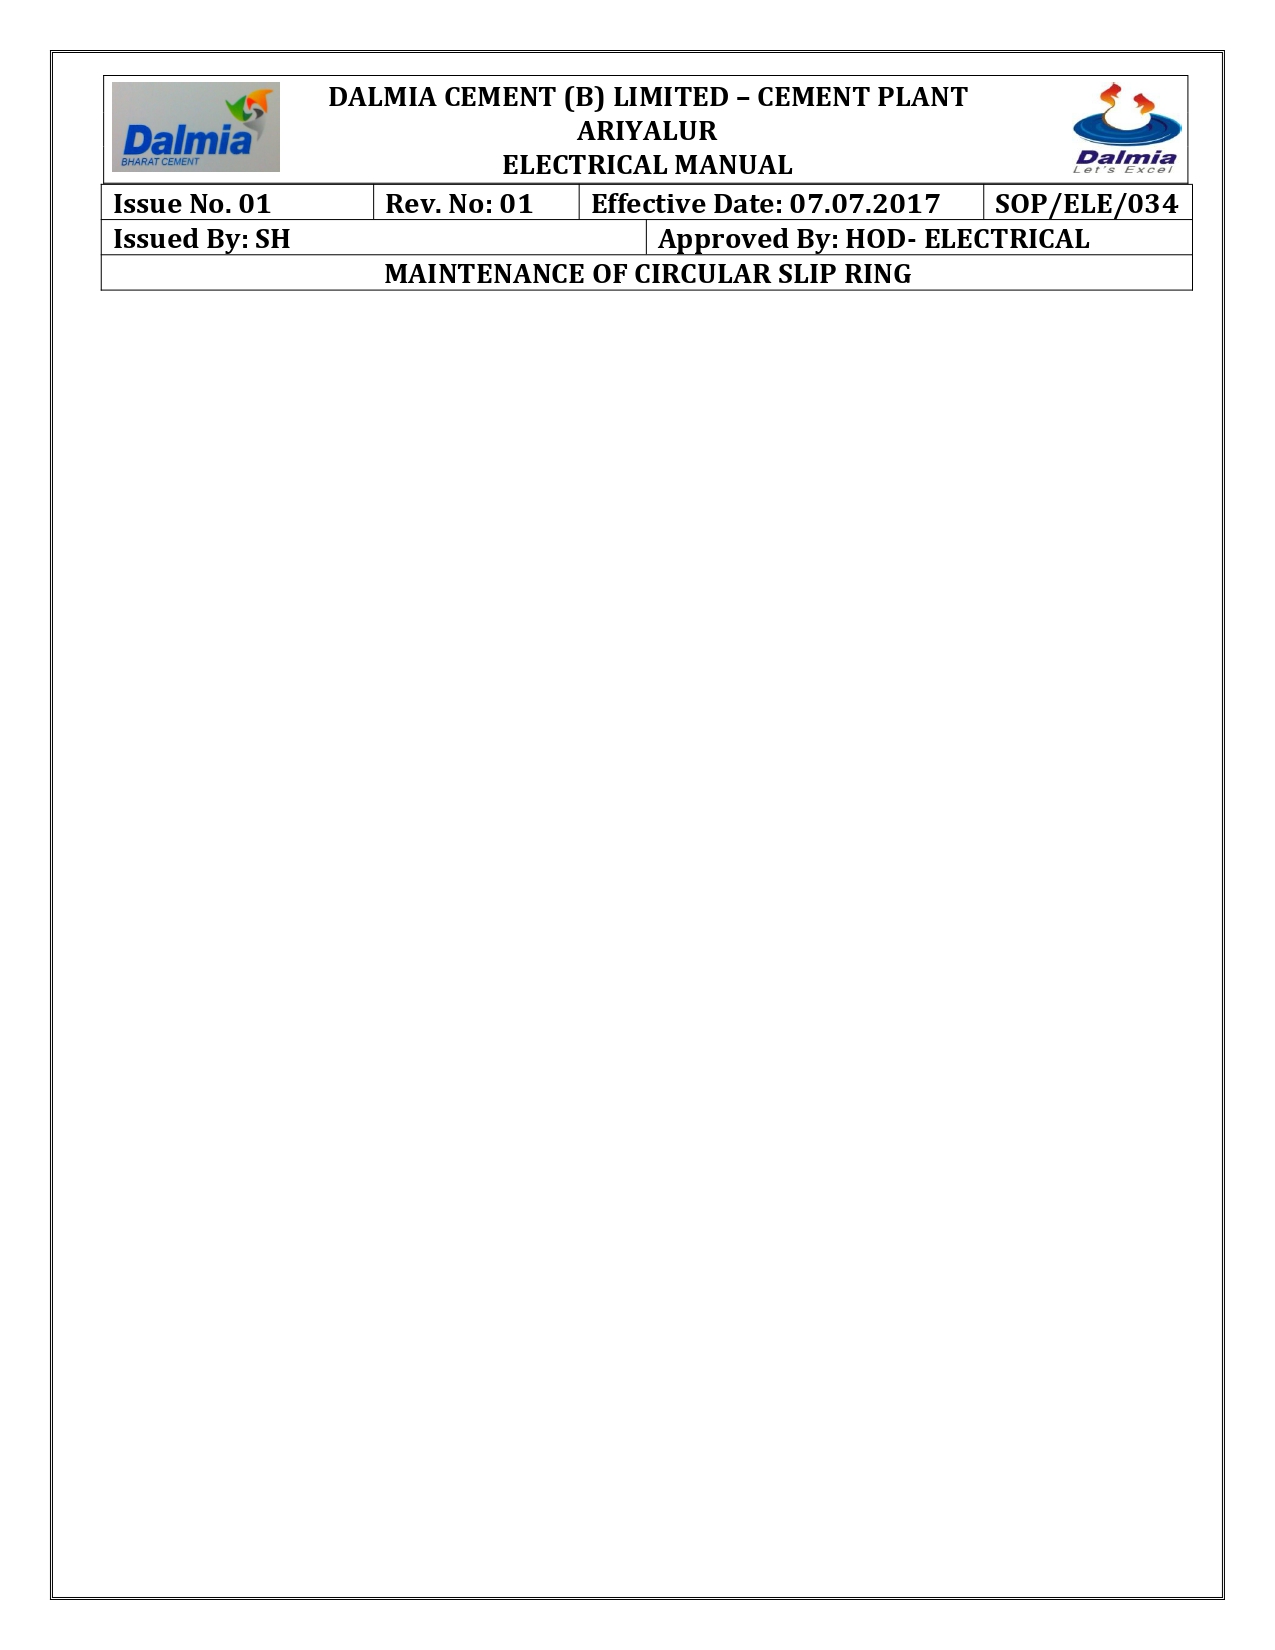 Dalmia
BHARAT CEMENT
DALMIA CEMENT (B) LIMITED – CEMENT PLANT
ARIYALUR
ELECTRICAL MANUAL
Dalmia
Let's Excel
Issue No. 01 Rev. No: 01 Effective Date: 07.07.2017 SOP/ELE/034
Issued By: SH Approved By: HOD- ELECTRICAL
MAINTENANCE OF CIRCULAR SLIP RING